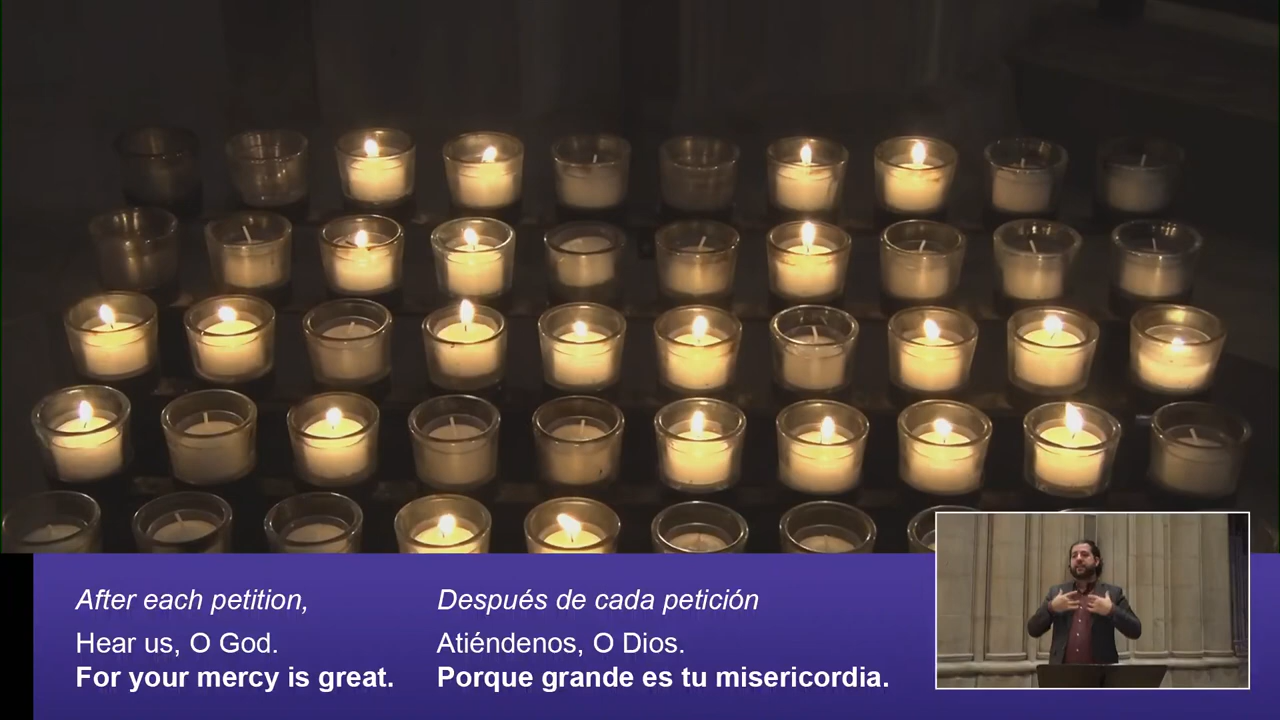 After each petition,
Hear us, O God.
For your mercy is great.
Después de cada petición
Atiéndenos, O Dios.
Porque grande es tu misericordia.